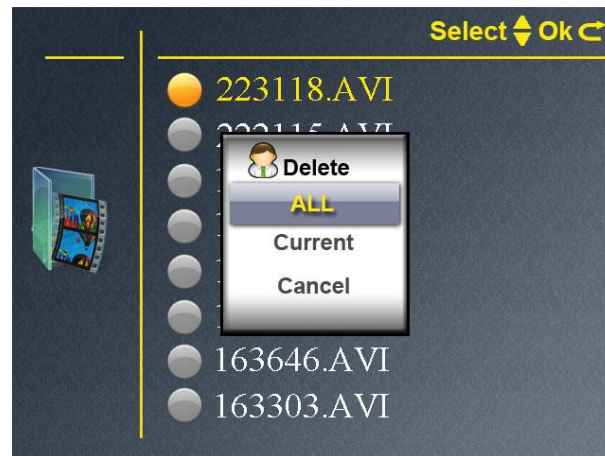 Select Ok
223118.AVI
Delete
ALL
Current
Cancel
163646.AVI
163303.AVI